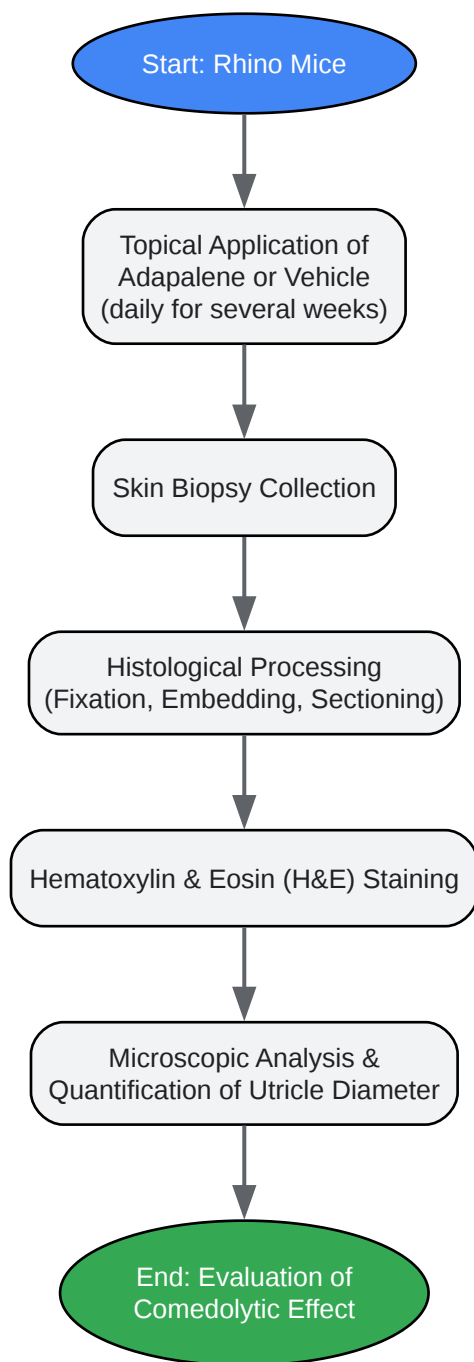 Start: Rhino Mice
Topical Application of
Adapalene or Vehicle
(daily for several weeks)
Skin Biopsy Collection
Histological Processing
(Fixation, Embedding, Sectioning)
Hematoxylin & Eosin (H&E) Staining
Microscopic Analysis &
Quantification of Utricle Diameter
End: Evaluation of
Comedolytic Effect